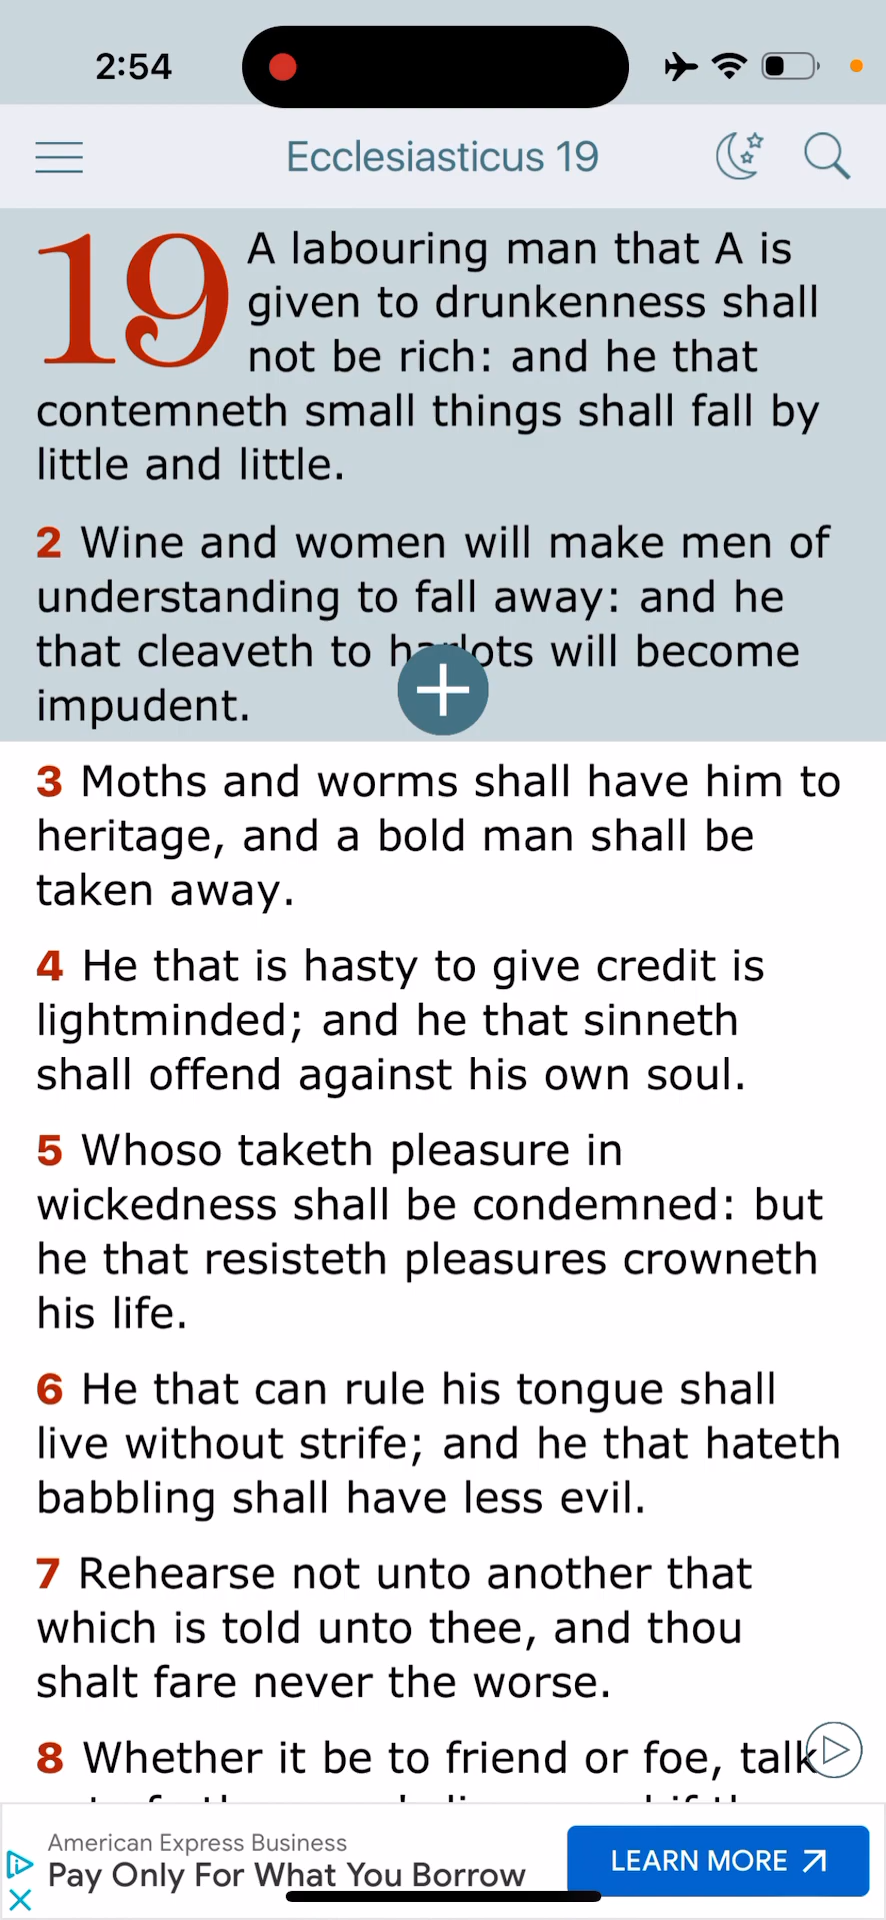 2:54
Ecclesiasticus 19
19 A labouring man that A is
given to drunkenness shall
not be rich: and he that
contemneth small things shall fall by
little and little.
2 Wine and women will make men of
understanding to fall away: and he
that cleaveth to harlots will become
impudent.
3 Moths and worms shall have him to
heritage, and a bold man shall be
taken away.
4 He that is hasty to give credit is
lightminded; and he that sinneth
shall offend against his own soul.
5 Whoso taketh pleasure in
wickedness shall be condemned: but
he that resisteth pleasures crowneth
his life.
6 He that can rule his tongue shall
live without strife; and he that hateth
babbling shall have less evil.
7 Rehearse not unto another that
which is told unto thee, and thou
shalt fare never the worse.
8 Whether it be to friend or foe, talk
American Express Business
Pay Only For What You Borrow
LEARN MORE